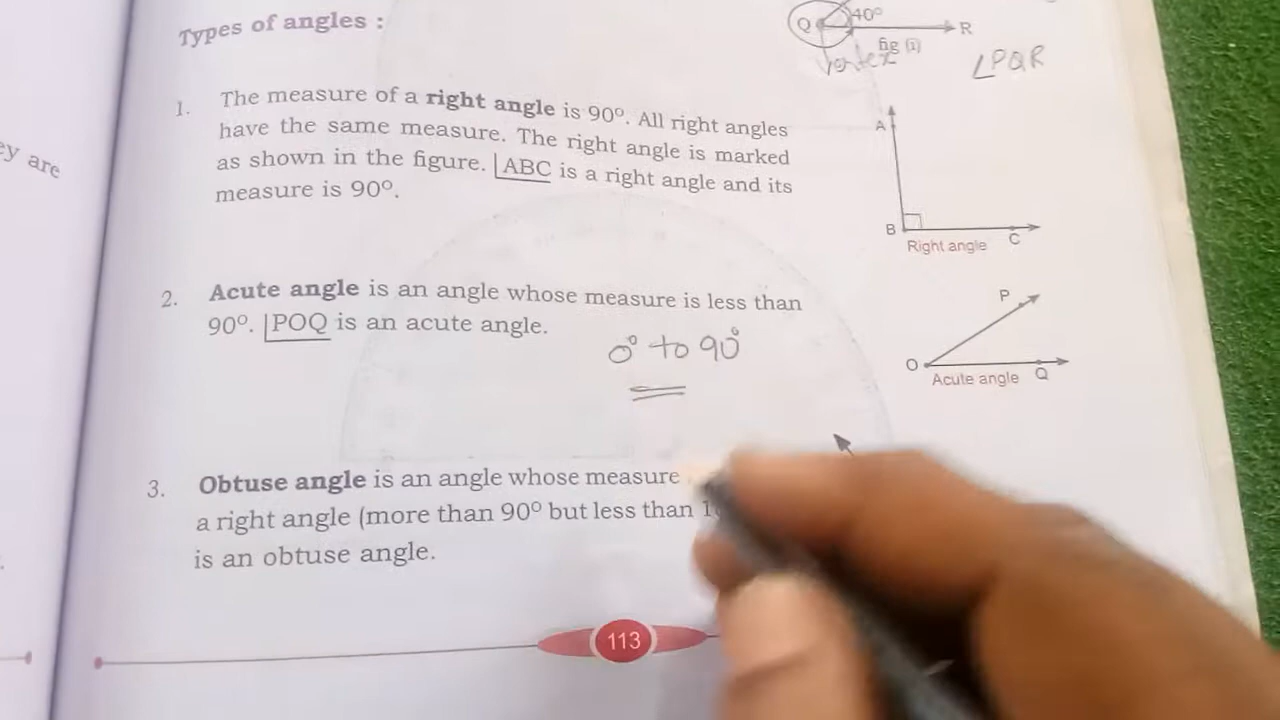 Types of angles :
Q 40° R
fig (i)
vertex
∠PQR
1. The measure of a right angle is 90°. All right angles
have the same measure. The right angle is marked
as shown in the figure. ABC is a right angle and its
measure is 90°.
A
B C
Right angle
2. Acute angle is an angle whose measure is less than
90°. POQ is an acute angle.
0° to 90°
P
O Q
Acute angle
3. Obtuse angle is an angle whose measure
a right angle (more than 90° but less than
is an obtuse angle.
113
are